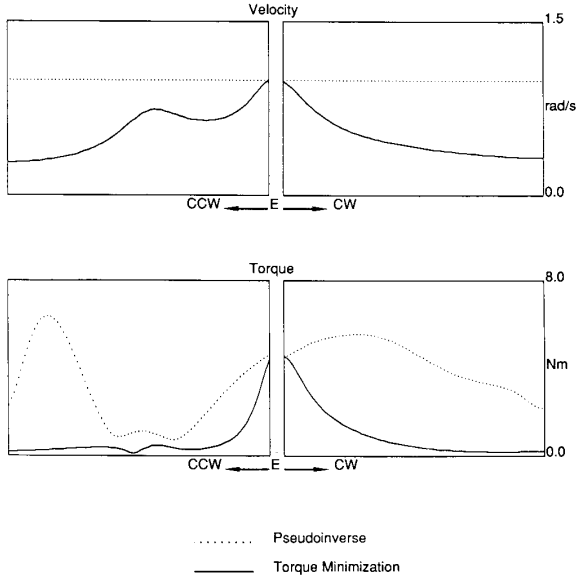 Velocity
1.5
rad/s
0.0
CCW E CW
Torque
8.0
Nm
0.0
CCW E CW
Pseudoinverse
Torque Minimization